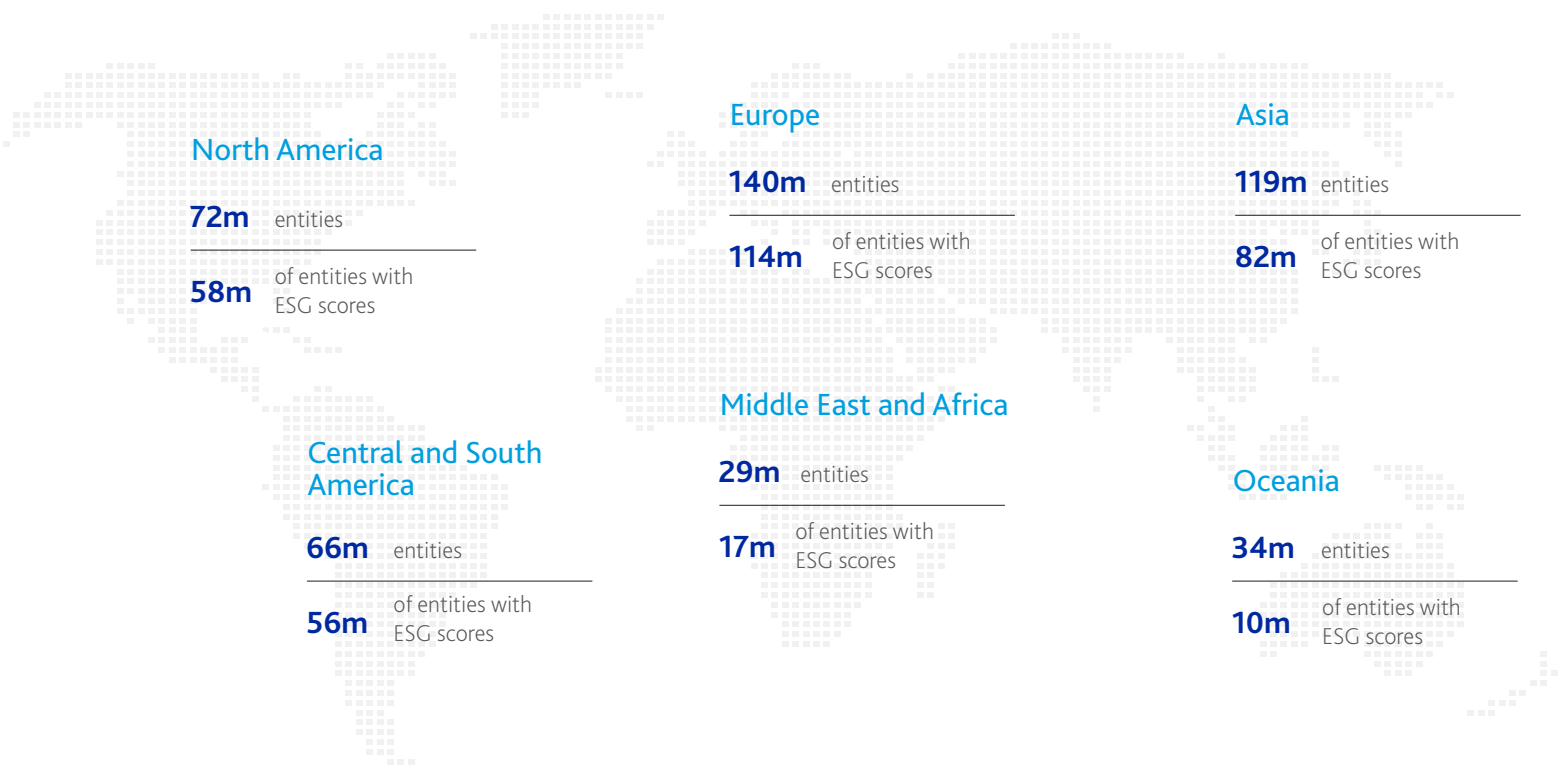 North America
72m entities
58m of entities with
ESG scores
Europe
140m entities
114m of entities with
ESG scores
Asia
119m entities
82m of entities with
ESG scores
Central and South
America
66m entities
56m of entities with
ESG scores
Middle East and Africa
29m entities
17m of entities with
ESG scores
Oceania
34m entities
10m of entities with
ESG scores